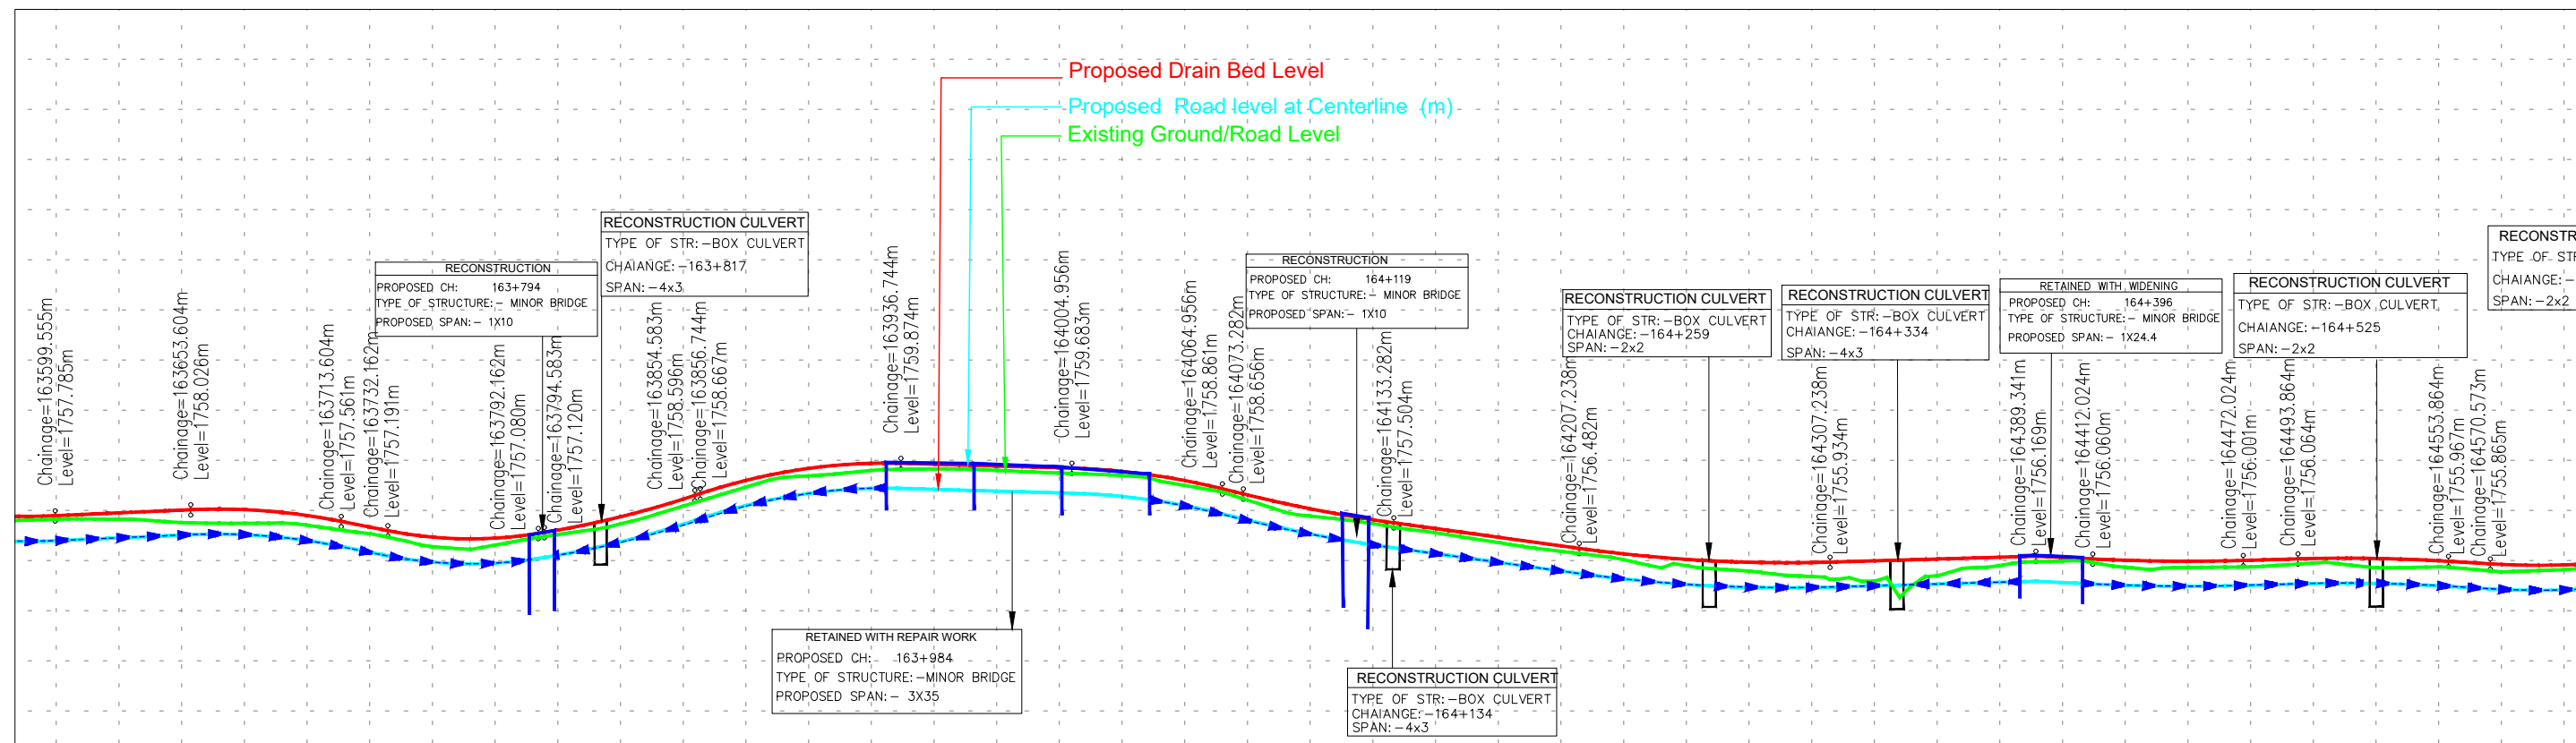 Proposed Drain Bed Level
Proposed Road level at Centerline (m)
Existing Ground/Road Level
Chainage=163599.555m
Level=1757.785m
Chainage=163653.604m
Level=1758.026m
Chainage=163713.604m
Level=1757.561m
Chainage=163732.162m
Level=1757.191m
RECONSTRUCTION
PROPOSED CH: 163+794
TYPE OF STRUCTURE:- MINOR BRIDGE
PROPOSED SPAN:- 1X10
Chainage=163792.162m
Level=1757.080m
Chainage=163794.583m
Level=1757.120m
RECONSTRUCTION CULVERT
TYPE OF STR:-BOX CULVERT
CHAIANGE:-163+817
SPAN:-4x3
Chainage=163854.583m
Level=1758.596m
Chainage=163856.744m
Level=1758.667m
Chainage=163936.744m
Level=1759.874m
RETAINED WITH REPAIR WORK
PROPOSED CH: 163+984
TYPE OF STRUCTURE:-MINOR BRIDGE
PROPOSED SPAN:- 3X35
Chainage=164004.956m
Level=1759.683m
Chainage=164064.956m
Level=1758.861m
Chainage=164073.282m
Level=1758.656m
RECONSTRUCTION
PROPOSED CH: 164+119
TYPE OF STRUCTURE:- MINOR BRIDGE
PROPOSED SPAN:- 1X10
Chainage=164133.282m
Level=1757.504m
RECONSTRUCTION CULVERT
TYPE OF STR:-BOX CULVERT
CHAIANGE:-164+134
SPAN:-4x3
Chainage=164207.238m
Level=1756.482m
RECONSTRUCTION CULVERT
TYPE OF STR:-BOX CULVERT
CHAIANGE:-164+259
SPAN:-2x2
RECONSTRUCTION CULVERT
TYPE OF STR:-BOX CULVERT
CHAIANGE:-164+334
SPAN:-4x3
Chainage=164307.238m
Level=1755.934m
RETAINED WITH WIDENING
PROPOSED CH: 164+396
TYPE OF STRUCTURE:- MINOR BRIDGE
PROPOSED SPAN:- 1X24.4
Chainage=164389.341m
Level=1756.169m
Chainage=164412.024m
Level=1756.060m
RECONSTRUCTION CULVERT
TYPE OF STR:-BOX CULVERT
CHAIANGE:-164+525
SPAN:-2x2
Chainage=164472.024m
Level=1756.001m
Chainage=164493.864m
Level=1756.064m
Chainage=164553.864m
Level=1755.967m
Chainage=164570.573m
Level=1755.865m
RECONSTR
TYPE OF STR
CHAIANGE:-
SPAN:-2x2